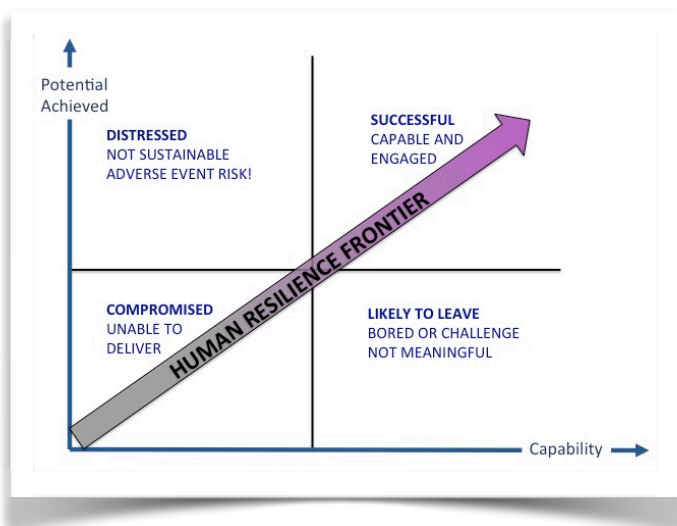 Potential
Achieved
DISTRESSED
NOT SUSTAINABLE
ADVERSE EVENT RISK!
SUCCESSFUL
CAPABLE AND
ENGAGED
HUMAN RESILIENCE FRONTIER
COMPROMISED
UNABLE TO
DELIVER
LIKELY TO LEAVE
BORED OR CHALLENGE
NOT MEANINGFUL
Capability